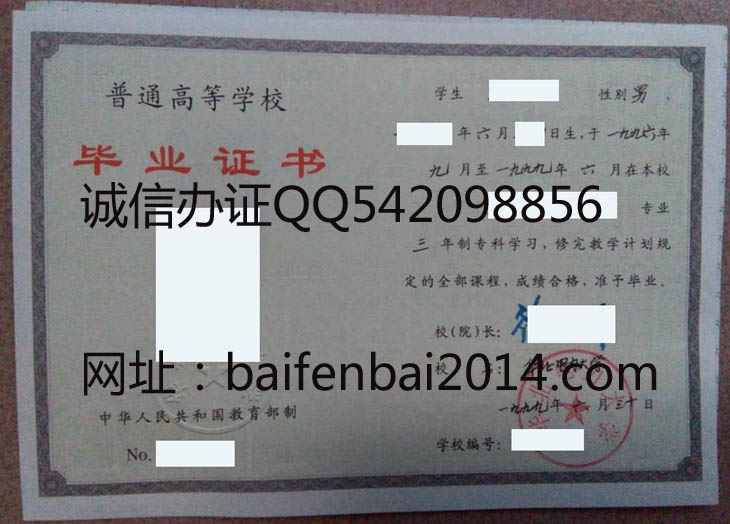 普通高等学校
毕业证书
学生 性别 男 ，
一 年 六 月 日生，于 一九九六 年
九 月至 一九九九 年 六 月在本校
专业
三 年制专科学习，修完教学计划规
定的全部课程，成绩合格，准予毕业。
校(院)长：
校
一九九九 年 六 月 三十 日
学校编号：
中华人民共和国教育部制
No.
诚信办证QQ542098856
网址：baifenbai2014.com